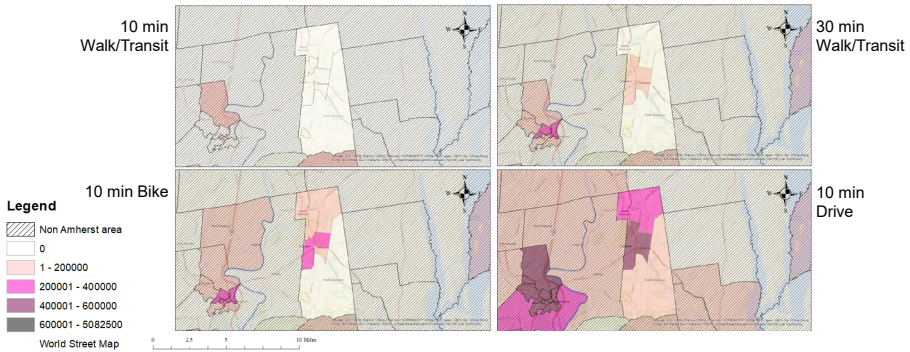 10 min
Walk/Transit
N
W E
S
N
W E
S
30 min
Walk/Transit
10 min Bike
N
W E
S
N
W E
S
10 min
Drive
Legend
Non Amherst area
0
1 - 200000
200001 - 400000
400001 - 600000
600001 - 5082500
World Street Map
0 2.5 5 10 Miles